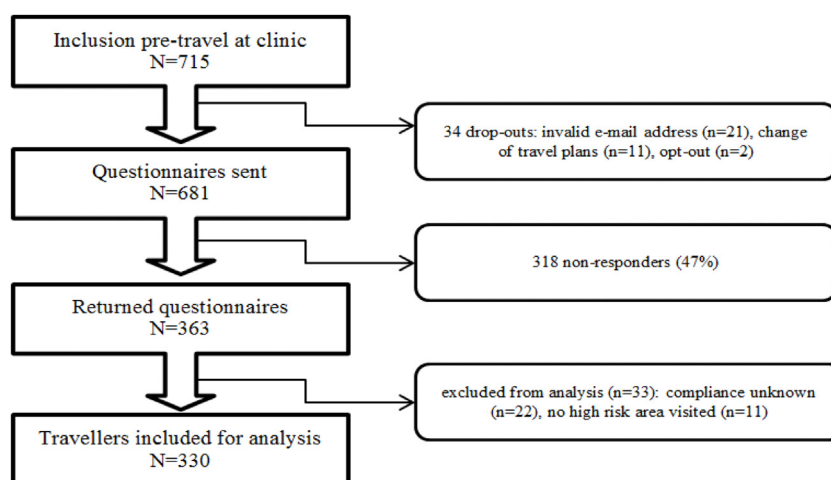 Inclusion pre-travel at clinic
N=715
34 drop-outs: invalid e-mail address (n=21), change
of travel plans (n=11), opt-out (n=2)
Questionnaires sent
N=681
318 non-responders (47%)
Returned questionnaires
N=363
excluded from analysis (n=33): compliance unknown
(n=22), no high risk area visited (n=11)
Travellers included for analysis
N=330